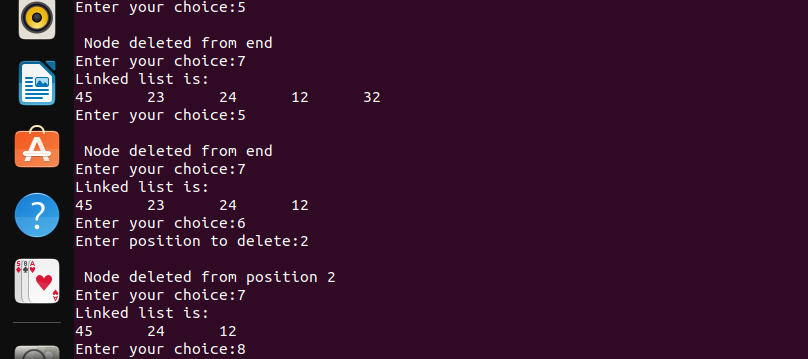 Enter your choice:5
Node deleted from end
Enter your choice:7
Linked list is:
45 23 24 12 32
Enter your choice:5
Node deleted from end
Enter your choice:7
Linked list is:
45 23 24 12
Enter your choice:6
Enter position to delete:2
Node deleted from position 2
Enter your choice:7
Linked list is:
45 24 12
Enter your choice:8